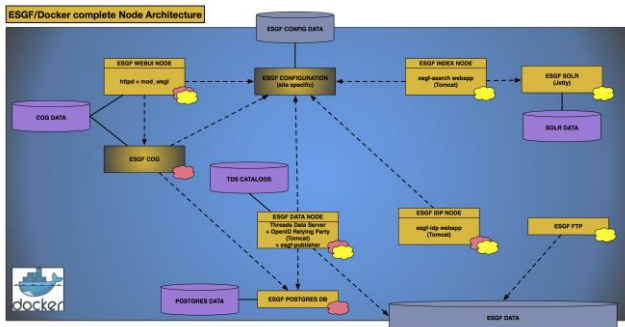 ESGF/Docker complete Node Architecture
ESGF CONFIG DATA
ESGF WEBUI NODE
httpd + mod_wsgi
ESGF CONFIGURATION
(site specific)
ESGF INDEX NODE
esgf-search webapp
(Tomcat)
ESGF SOLR
(Jetty)
COG DATA
SOLR DATA
ESGF COG
TDS CATALOGS
ESGF DATA NODE
Threads Data Server
+ OpenID Relying Party
(Tomcat)
+ esgf-publisher
ESGF IDP NODE
esgf-idp webapp
(Tomcat)
ESGF FTP
docker
POSTGRES DATA
ESGF POSTGRES DB
ESGF DATA